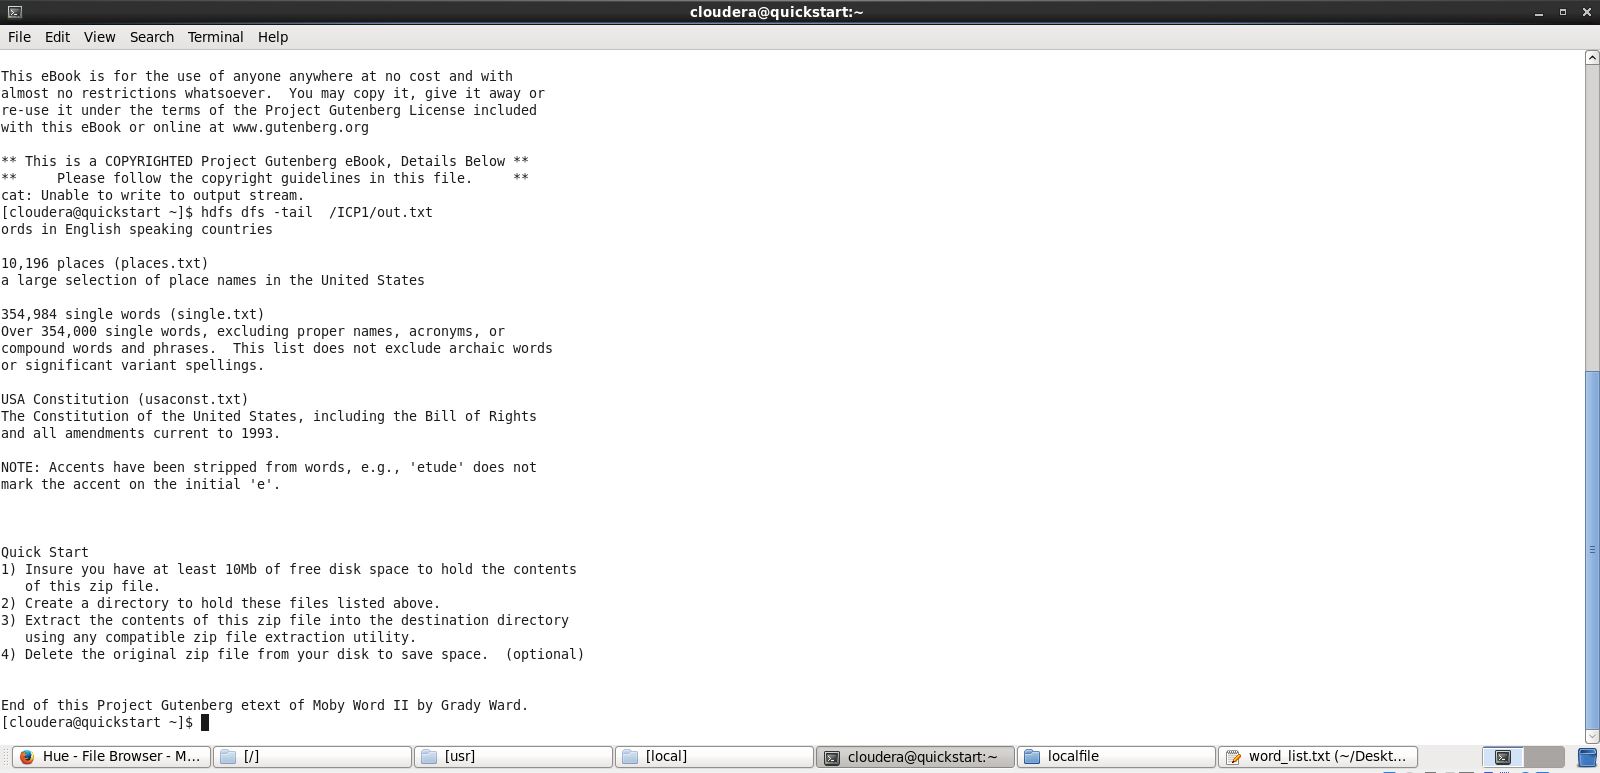 cloudera@quickstart:~
File Edit View Search Terminal Help
This eBook is for the use of anyone anywhere at no cost and with
almost no restrictions whatsoever.  You may copy it, give it away or
re-use it under the terms of the Project Gutenberg License included
with this eBook or online at www.gutenberg.org
** This is a COPYRIGHTED Project Gutenberg eBook, Details Below **
**     Please follow the copyright guidelines in this file.     **
cat: Unable to write to output stream.
[cloudera@quickstart ~]$ hdfs dfs -tail  /ICP1/out.txt
ords in English speaking countries
10,196 places (places.txt)
a large selection of place names in the United States
354,984 single words (single.txt)
Over 354,000 single words, excluding proper names, acronyms, or
compound words and phrases.  This list does not exclude archaic words
or significant variant spellings.
USA Constitution (usaconst.txt)
The Constitution of the United States, including the Bill of Rights
and all amendments current to 1993.
NOTE: Accents have been stripped from words, e.g., 'etude' does not
mark the accent on the initial 'e'.
Quick Start
1) Insure you have at least 10Mb of free disk space to hold the contents
   of this zip file.
2) Create a directory to hold these files listed above.
3) Extract the contents of this zip file into the destination directory
   using any compatible zip file extraction utility.
4) Delete the original zip file from your disk to save space.  (optional)
End of this Project Gutenberg etext of Moby Word II by Grady Ward.
[cloudera@quickstart ~]$
Hue - File Browser - M... [/] [usr] [local] cloudera@quickstart:~ localfile word_list.txt (~/Deskt...